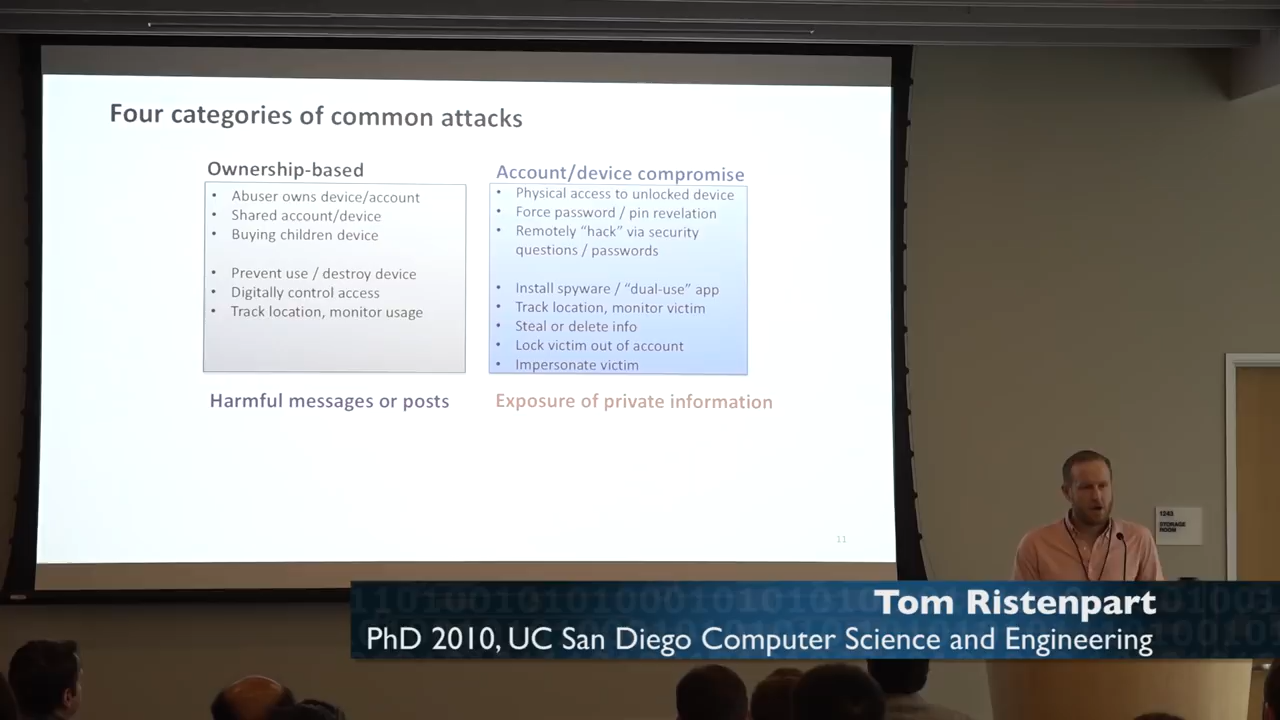 Four categories of common attacks
Ownership-based
• Abuser owns device/account
• Shared account/device
• Buying children device
• Prevent use / destroy device
• Digitally control access
• Track location, monitor usage
Account/device compromise
• Physical access to unlocked device
• Force password / pin revelation
• Remotely “hack” via security
questions / passwords
• Install spyware / “dual-use” app
• Track location, monitor victim
• Steal or delete info
• Lock victim out of account
• Impersonate victim
Harmful messages or posts
Exposure of private information
11
1243
STORAGE
ROOM
Tom Ristenpart
PhD 2010, UC San Diego Computer Science and Engineering